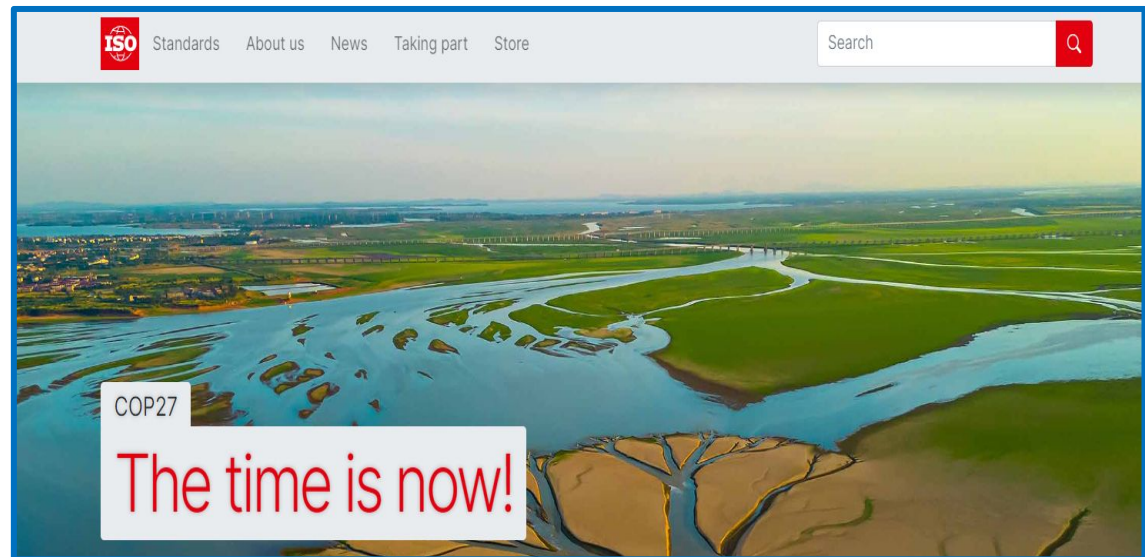 ISO Standards About us News Taking part Store Search
COP27
The time is now!